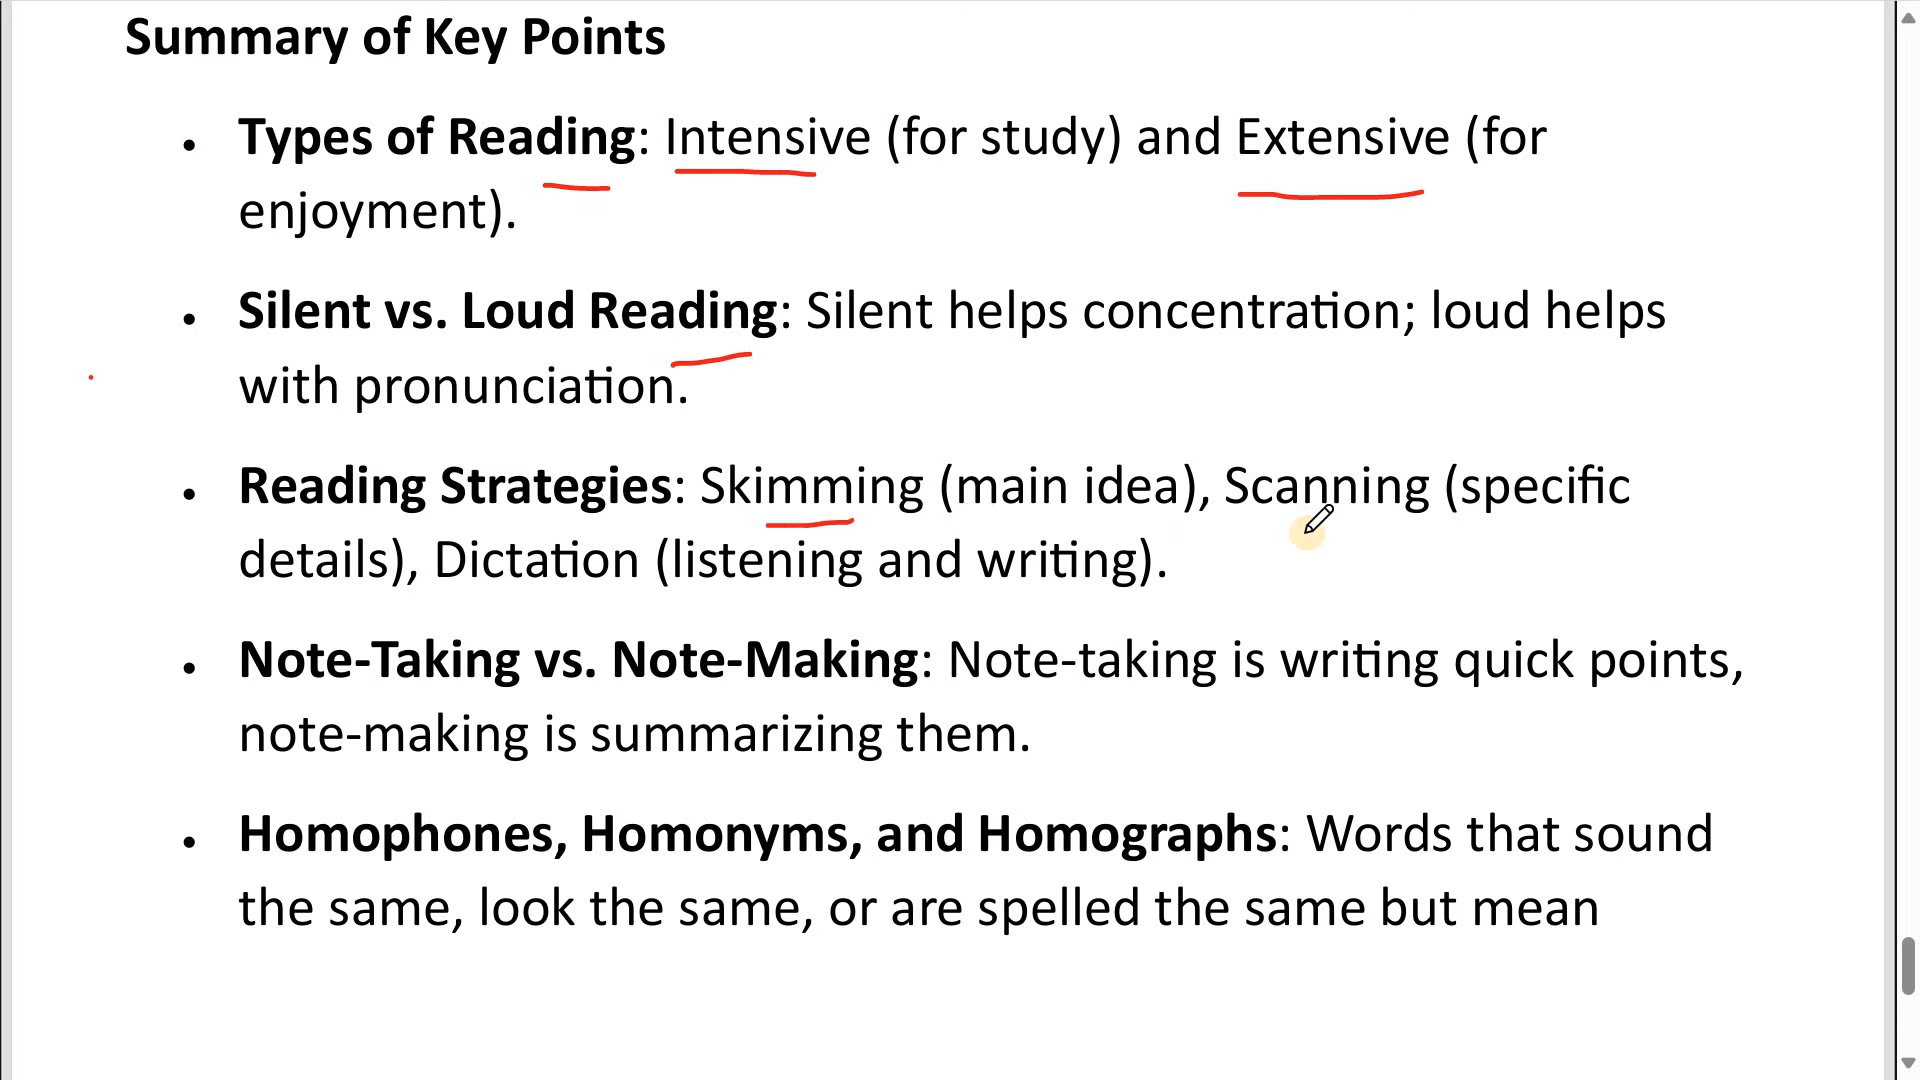 Summary of Key Points
• Types of Reading: Intensive (for study) and Extensive (for
enjoyment).
• Silent vs. Loud Reading: Silent helps concentration; loud helps
with pronunciation.
• Reading Strategies: Skimming (main idea), Scanning (specific
details), Dictation (listening and writing).
• Note-Taking vs. Note-Making: Note-taking is writing quick points,
note-making is summarizing them.
• Homophones, Homonyms, and Homographs: Words that sound
the same, look the same, or are spelled the same but mean